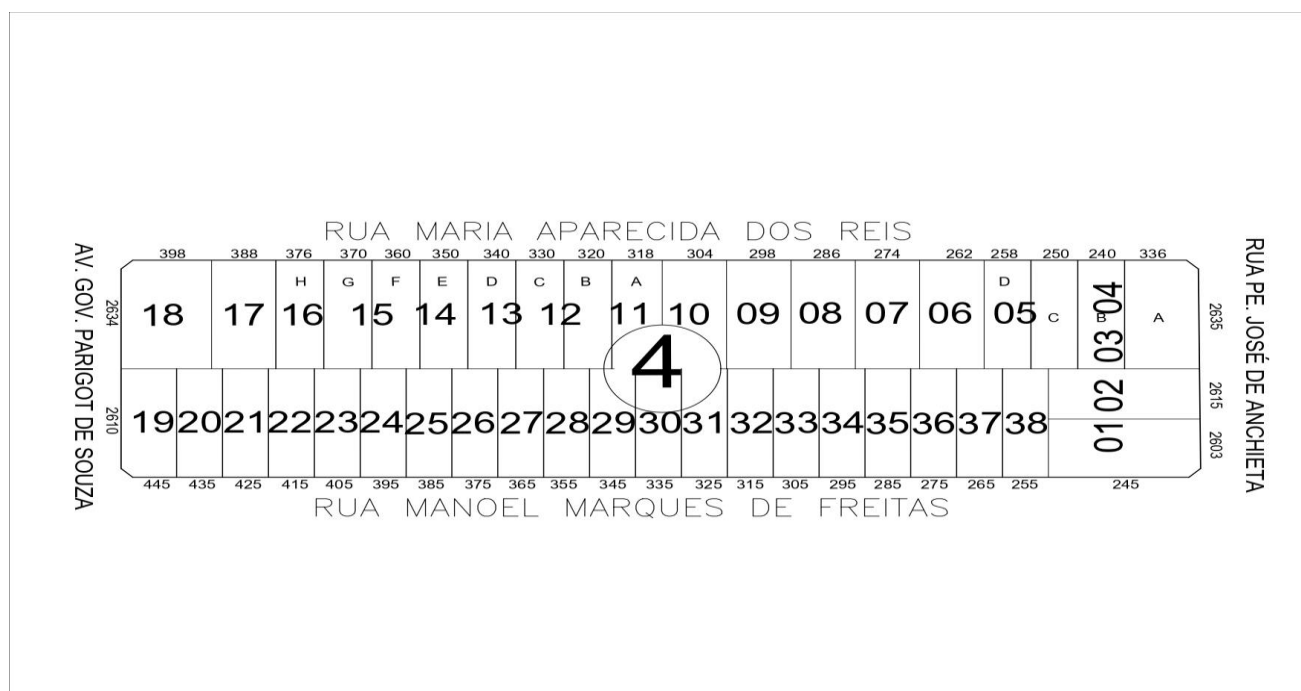 RUA MARIA APARECIDA DOS REIS
398 388 376 370 360 350 340 330 320 318 304 298 286 274 262 258 250 240 336
H G F E D C B A D
18 17 16 15 14 13 12 11 10 09 08 07 06 05 03 04
C B A
4
19 20 21 22 23 24 25 26 27 28 29 30 31 32 33 34 35 36 37 38 01 02
445 435 425 415 405 395 385 375 365 355 345 335 325 315 305 295 285 275 265 255 245
RUA MANOEL MARQUES DE FREITAS
AV. GOV. PARIGOT DE SOUZA
2634
2610
2635
2615
2603
RUA PE. JOSÉ DE ANCHIETA